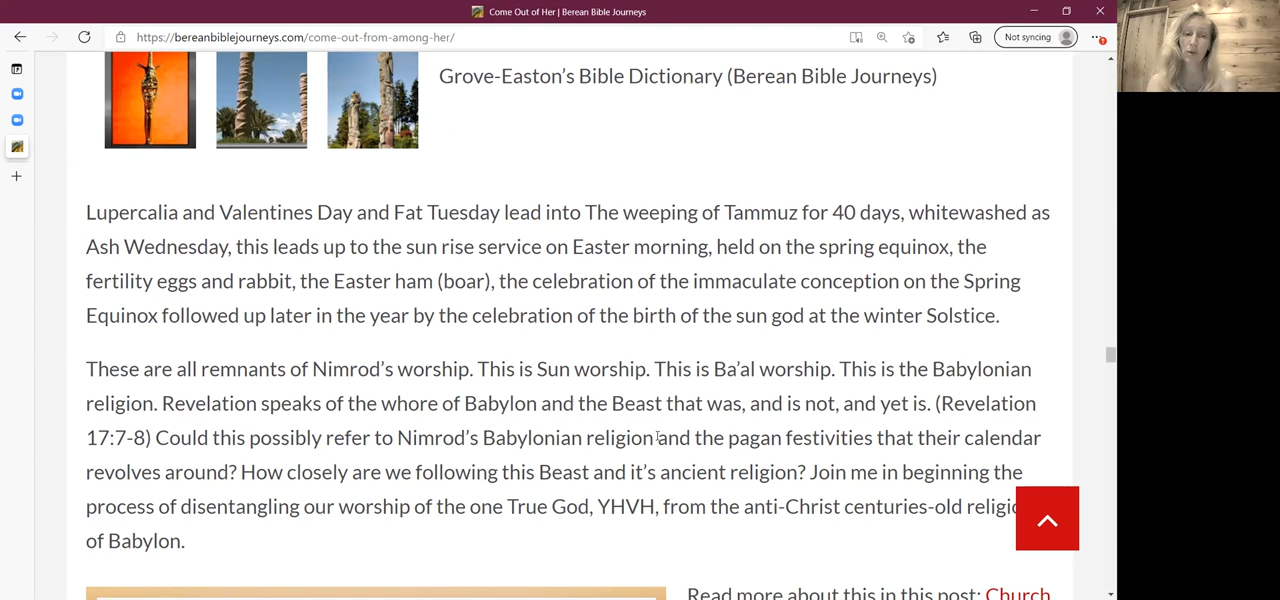 Come Out of Her | Berean Bible Journeys
https://bereanbiblejourneys.com/come-out-from-among-her/
Not syncing
Grove-Easton's Bible Dictionary (Berean Bible Journeys)
Lupercalia and Valentines Day and Fat Tuesday lead into The weeping of Tammuz for 40 days, whitewashed as
Ash Wednesday, this leads up to the sun rise service on Easter morning, held on the spring equinox, the
fertility eggs and rabbit, the Easter ham (boar), the celebration of the immaculate conception on the Spring
Equinox followed up later in the year by the celebration of the birth of the sun god at the winter Solstice.
These are all remnants of Nimrod's worship. This is Sun worship. This is Ba'al worship. This is the Babylonian
religion. Revelation speaks of the whore of Babylon and the Beast that was, and is not, and yet is. (Revelation
17:7-8) Could this possibly refer to Nimrod's Babylonian religion and the pagan festivities that their calendar
revolves around? How closely are we following this Beast and it's ancient religion? Join me in beginning the
process of disentangling our worship of the one True God, YHVH, from the anti-Christ centuries-old religi
of Babylon.
Read more about this in this post: Church